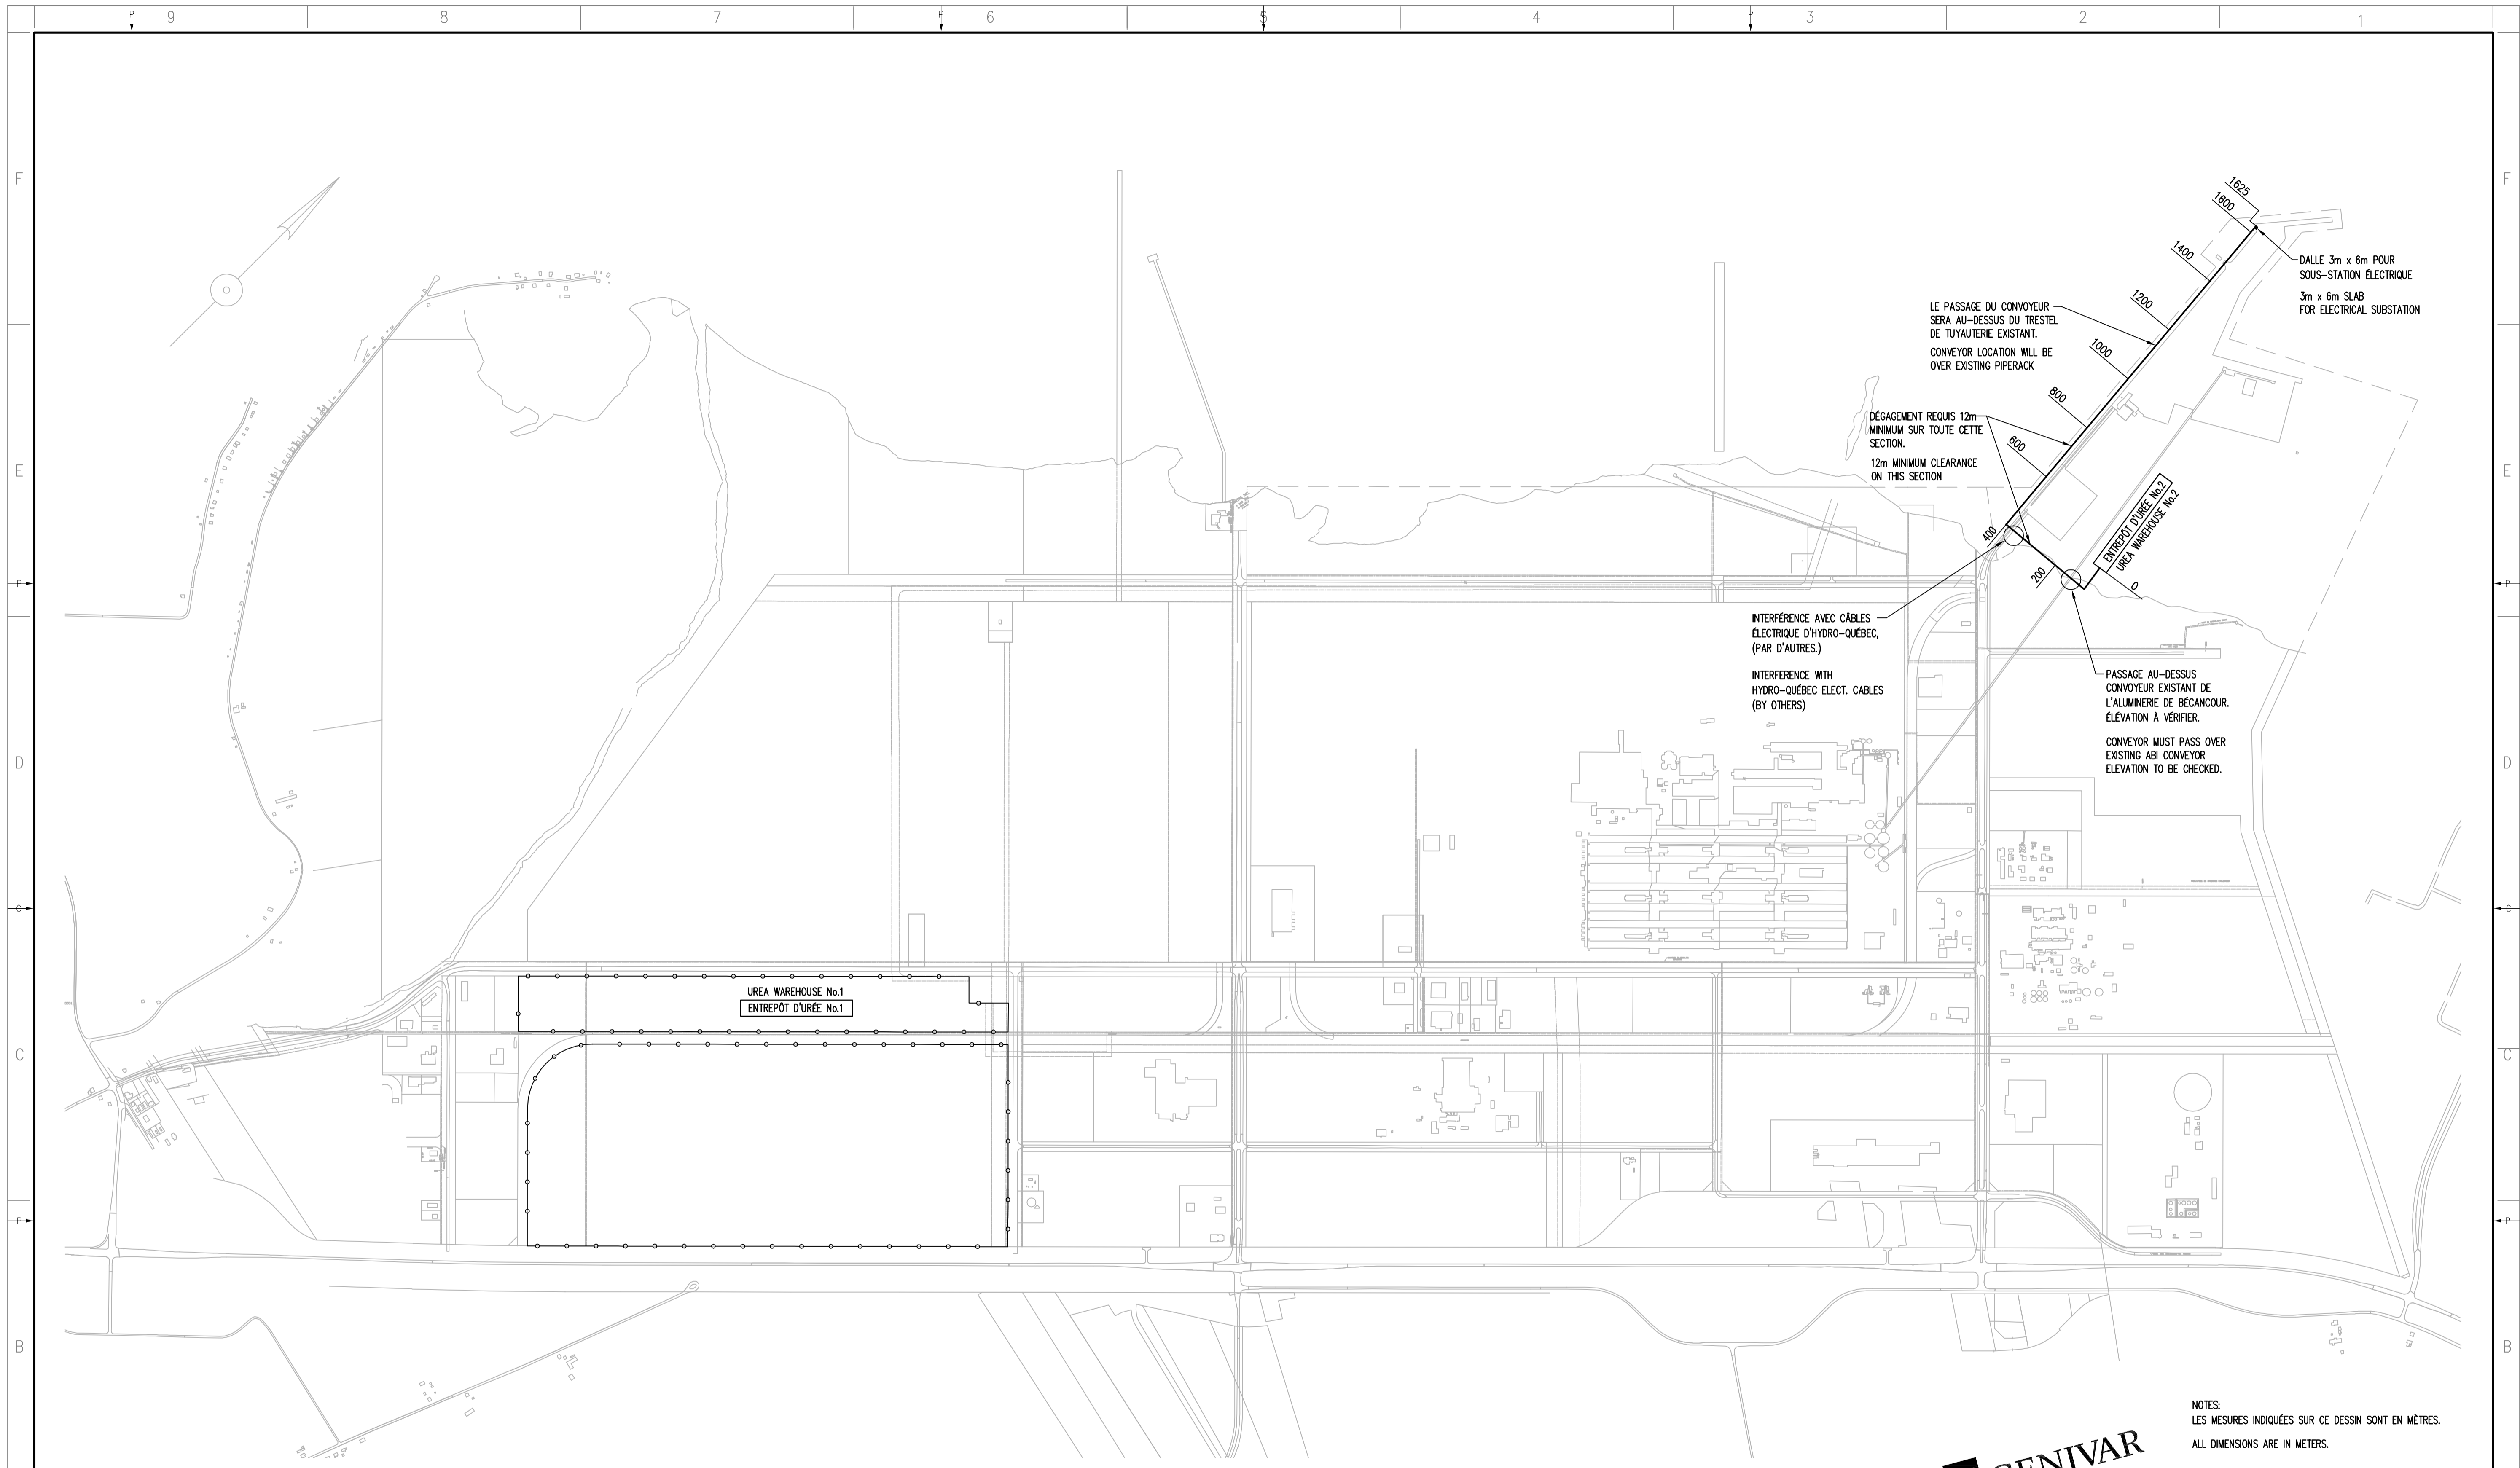 9 8 7 6 5 4 3 2 1
P P ₵ P
F F
1625
1600
1400
1200
1000
800
600
400
200
0
DALLE 3m x 6m POUR
SOUS-STATION ÉLECTRIQUE
3m x 6m SLAB
FOR ELECTRICAL SUBSTATION
LE PASSAGE DU CONVOYEUR
SERA AU-DESSUS DU TRESTEL
DE TUYAUTERIE EXISTANT.
CONVEYOR LOCATION WILL BE
OVER EXISTING PIPERACK
DÉGAGEMENT REQUIS 12m
MINIMUM SUR TOUTE CETTE
SECTION.
12m MINIMUM CLEARANCE
ON THIS SECTION
E E
ENTREPÔT D'URÉE No.2
UREA WAREHOUSE No.2
P P
INTERFÉRENCE AVEC CÂBLES
ÉLECTRIQUE D'HYDRO-QUÉBEC,
(PAR D'AUTRES.)
INTERFERENCE WITH
HYDRO-QUÉBEC ELECT. CABLES
(BY OTHERS)
PASSAGE AU-DESSUS
CONVOYEUR EXISTANT DE
L'ALUMINERIE DE BÉCANCOUR.
ÉLÉVATION À VÉRIFIER.
CONVEYOR MUST PASS OVER
EXISTING ABI CONVEYOR
ELEVATION TO BE CHECKED.
D D
₵ ₵
UREA WAREHOUSE No.1
ENTREPÔT D'URÉE No.1
C C
P P
B B
NOTES:
LES MESURES INDIQUÉES SUR CE DESSIN SONT EN MÈTRES.
ALL DIMENSIONS ARE IN METERS.
GENIVAR